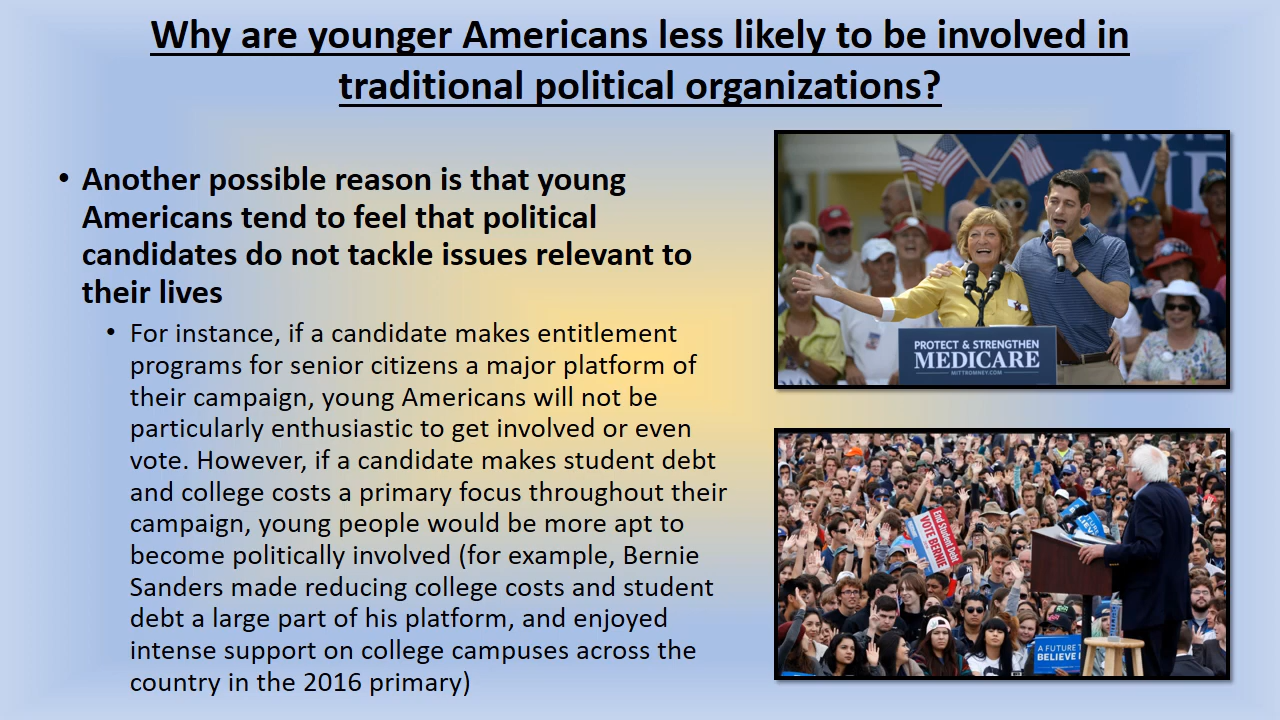 Why are younger Americans less likely to be involved in
traditional political organizations?
• Another possible reason is that young
Americans tend to feel that political
candidates do not tackle issues relevant to
their lives
• For instance, if a candidate makes entitlement
programs for senior citizens a major platform of
their campaign, young Americans will not be
particularly enthusiastic to get involved or even
vote. However, if a candidate makes student debt
and college costs a primary focus throughout their
campaign, young people would be more apt to
become politically involved (for example, Bernie
Sanders made reducing college costs and student
debt a large part of his platform, and enjoyed
intense support on college campuses across the
country in the 2016 primary)
PROTECT & STRENGTHEN
MEDICARE
MITTROMNEY.COM
End Student Debt
VOTE BERNIE
A FUTURE T
BELIEVE I